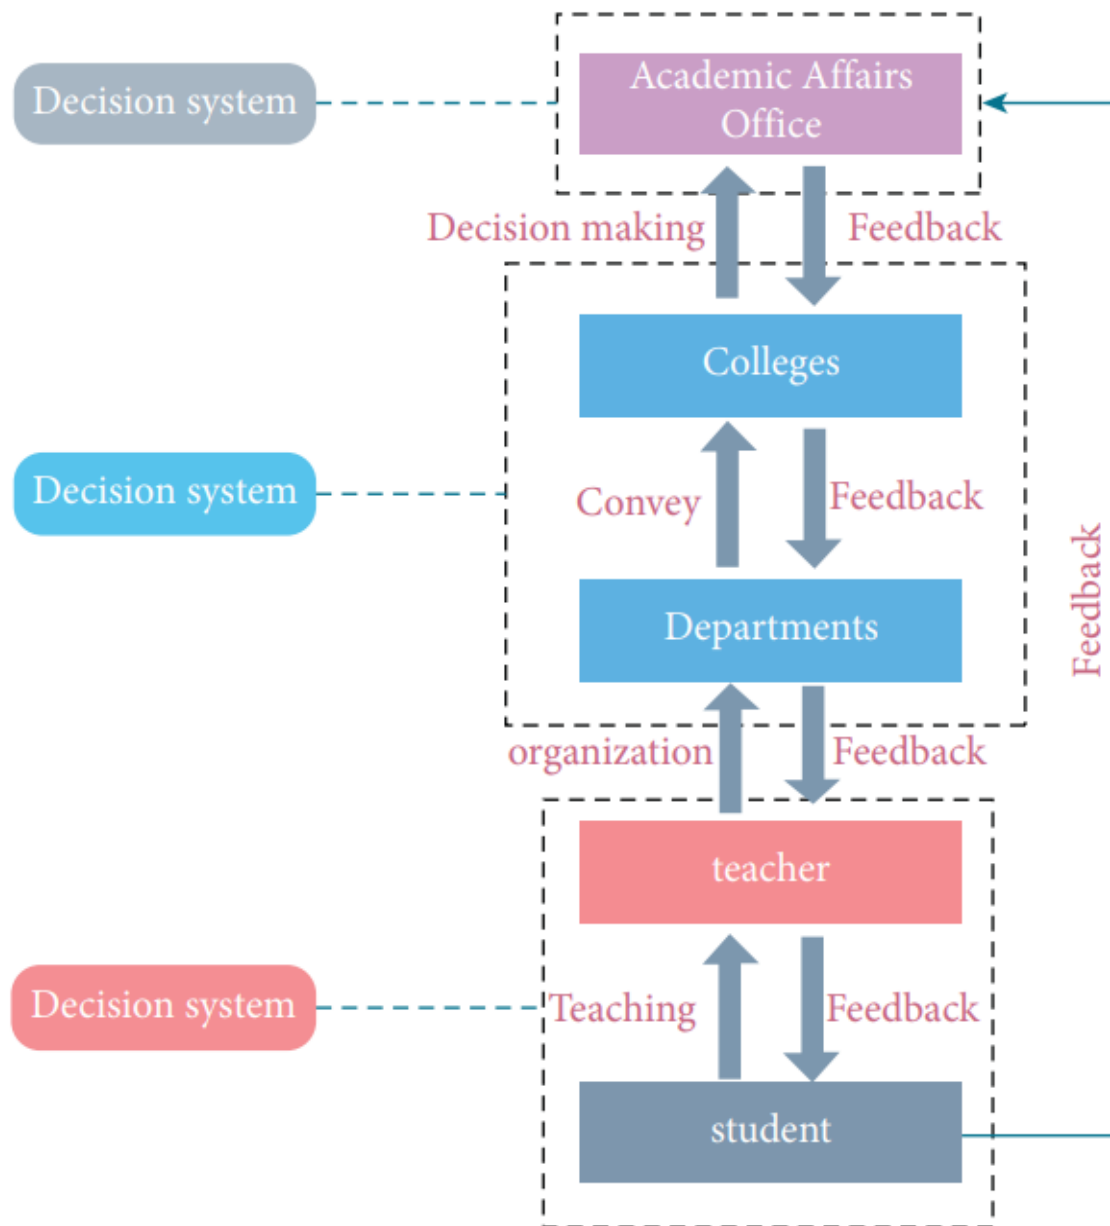 Academic Affairs
Office
Decision system
Decision making
Feedback
Colleges
Decision system
Convey
Feedback
Feedback
Departments
organization
Feedback
teacher
Decision system
Teaching
Feedback
student